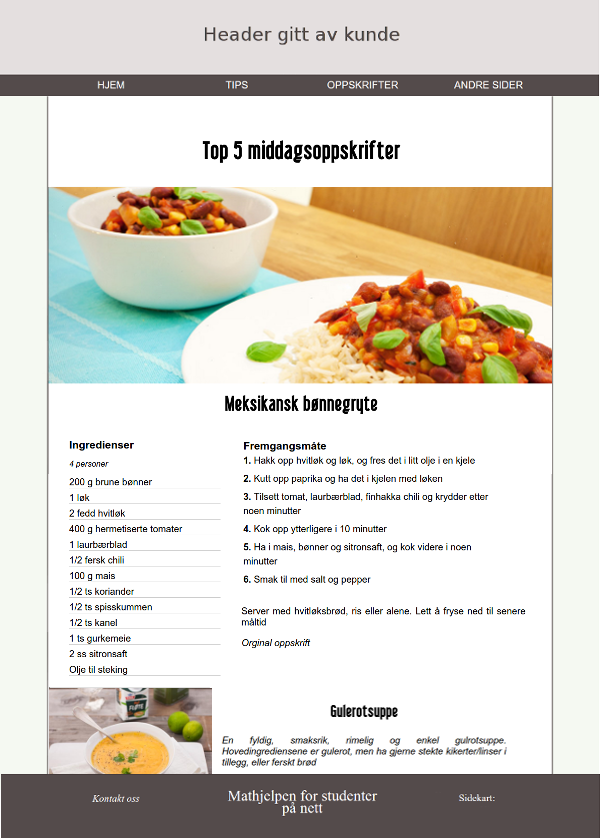 Header gitt av kunde
HJEM TIPS OPPSKRIFTER ANDRE SIDER
Top 5 middagsoppskrifter
Meksikansk bønnegryte
Ingredienser
4 personer
200 g brune bønner
1 løk
2 fedd hvitløk
400 g hermetiserte tomater
1 laurbærblad
1/2 fersk chili
100 g mais
1/2 ts koriander
1/2 ts spisskummen
1/2 ts kanel
1 ts gurkemeie
2 ss sitronsaft
Olje til steking
Fremgangsmåte
1. Hakk opp hvitløk og løk, og fres det i litt olje i en kjele
2. Kutt opp paprika og ha det i kjelen med løken
3. Tilsett tomat, laurbærblad, finhakka chili og krydder etter
noen minutter
4. Kok opp ytterligere i 10 minutter
5. Ha i mais, bønner og sitronsaft, og kok videre i noen
minutter
6. Smak til med salt og pepper
Server med hvitløksbrød, ris eller alene. Lett å fryse ned til senere
måltid
Orginal oppskrift
Gulerotsuppe
En fyldig, smaksrik, rimelig og enkel gulrotsuppe.
Hovedingrediensene er gulerot, men ha gjerne stekte kikerter/linser i
tillegg, eller ferskt brød
Kontakt oss
Mathjelpen for studenter
på nett
Sidekart: